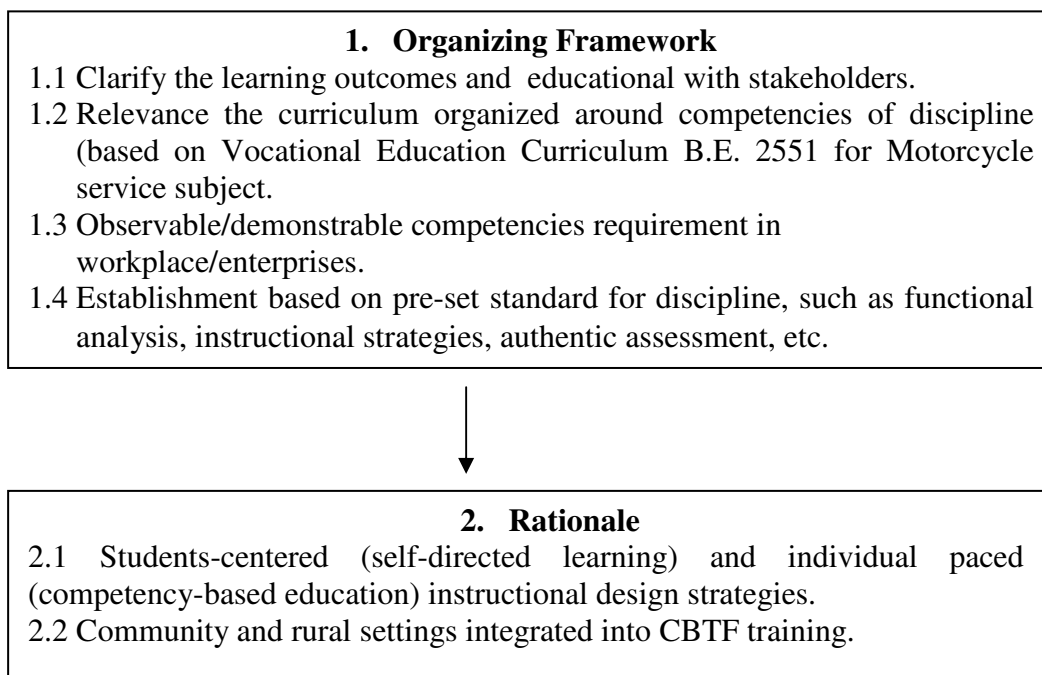 1. Organizing Framework
1.1 Clarify the learning outcomes and educational with stakeholders.
1.2 Relevance the curriculum organized around competencies of discipline
(based on Vocational Education Curriculum B.E. 2551 for Motorcycle
service subject.
1.3 Observable/demonstrable competencies requirement in
workplace/enterprises.
1.4 Establishment based on pre-set standard for discipline, such as functional
analysis, instructional strategies, authentic assessment, etc.
2. Rationale
2.1 Students-centered (self-directed learning) and individual paced
(competency-based education) instructional design strategies.
2.2 Community and rural settings integrated into CBTF training.